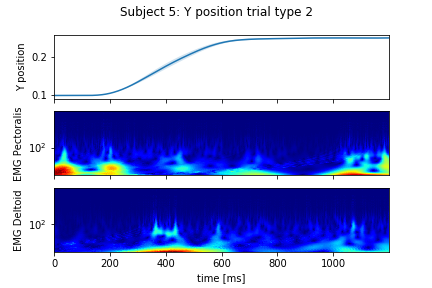 Subject 5: Y position trial type 2
Y position
0.2
0.1
EMG Pectoralis
10²
EMG Deltoid
10²
0 200 400 600 800 1000
time [ms]